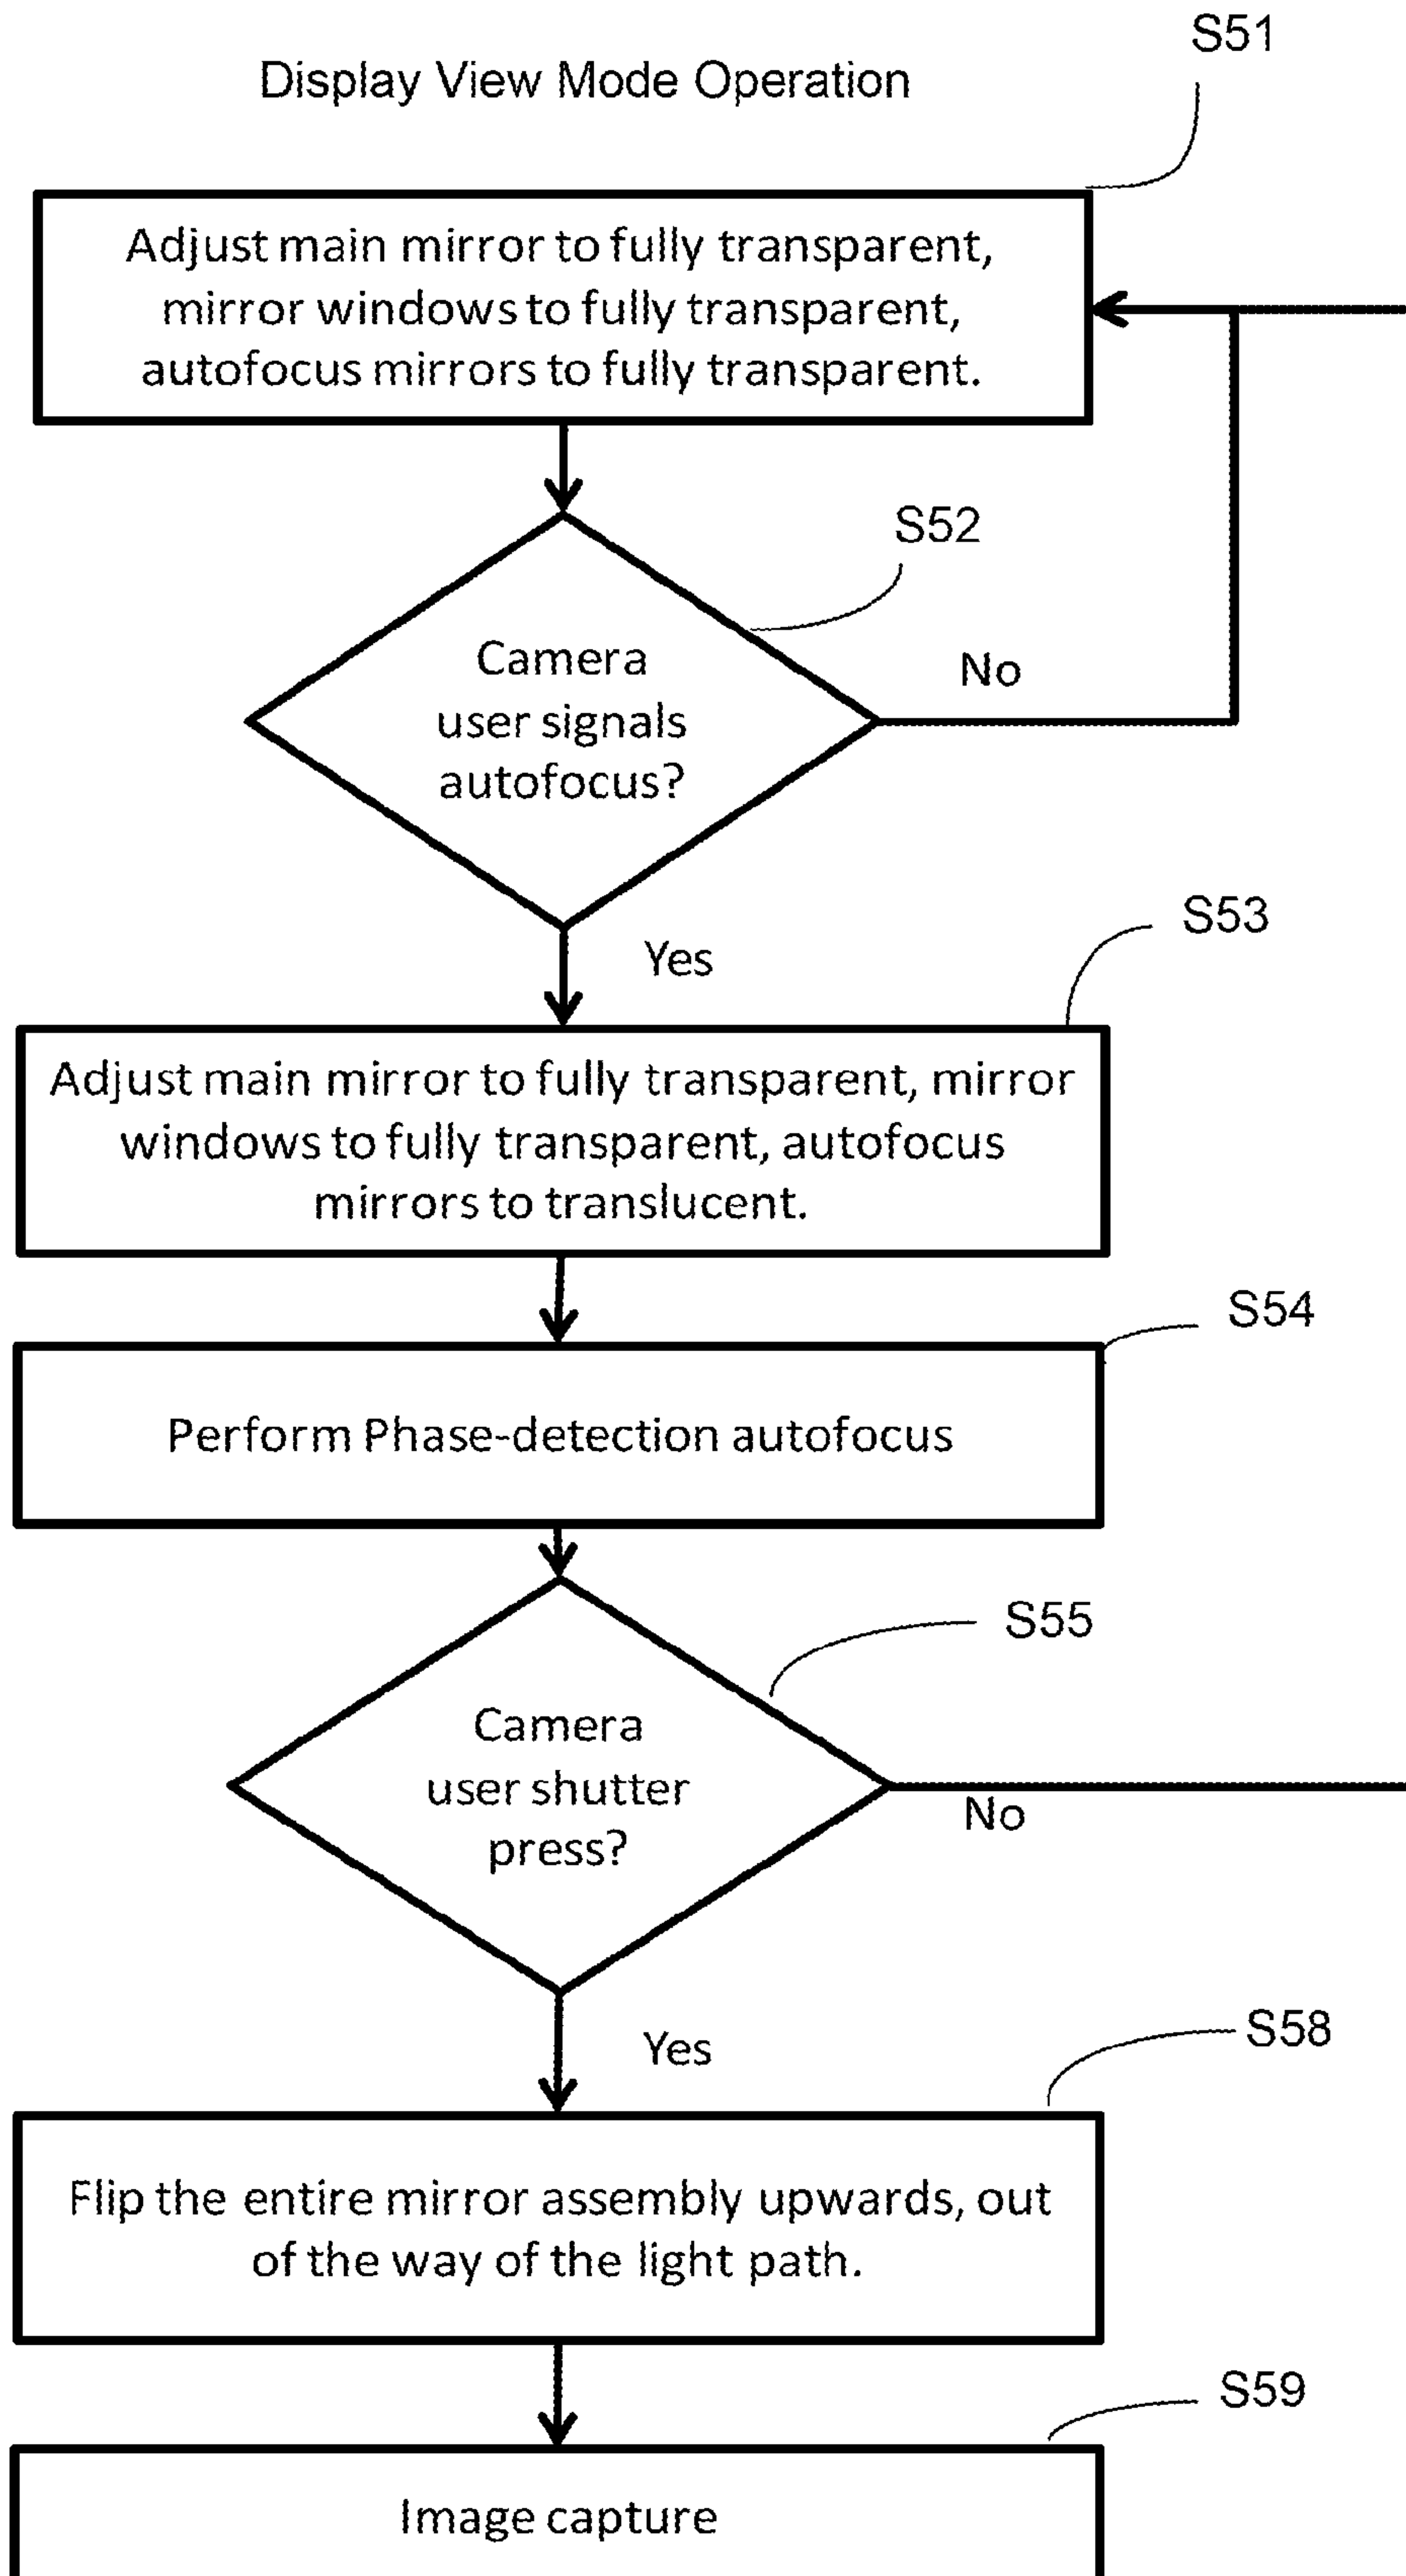 S51
Display View Mode Operation
Adjust main mirror to fully transparent,
mirror windows to fully transparent,
autofocus mirrors to fully transparent.
S52
Camera
user signals
autofocus?
No
Yes
S53
Adjust main mirror to fully transparent, mirror
windows to fully transparent, autofocus
mirrors to translucent.
S54
Perform Phase-detection autofocus
S55
Camera
user shutter
press?
No
Yes
S58
Flip the entire mirror assembly upwards, out
of the way of the light path.
S59
Image capture